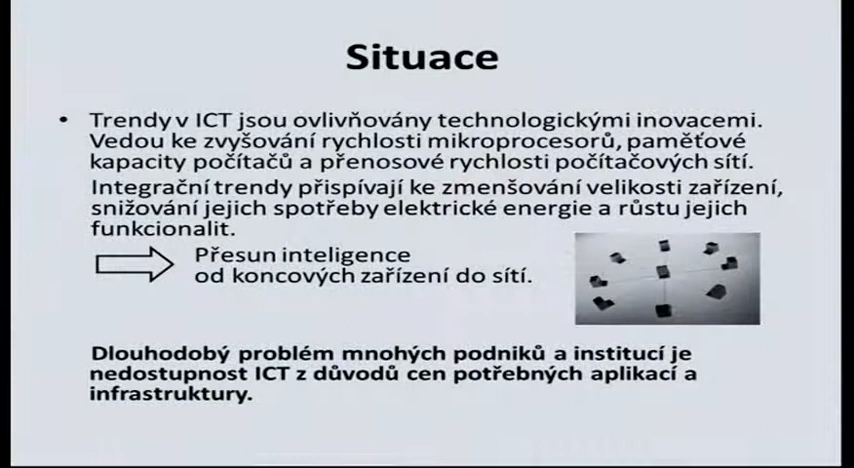 Situace
• Trendy v ICT jsou ovlivňovány technologickými inovacemi.
Vedou ke zvyšování rychlosti mikroprocesorů, paměťové
kapacity počítačů a přenosové rychlosti počítačových sítí.
Integrační trendy přispívají ke zmenšování velikosti zařízení,
snižování jejich spotřeby elektrické energie a růstu jejich
funkcionalit.
Přesun inteligence
od koncových zařízení do sítí.
Dlouhodobý problém mnohých podniků a institucí je
nedostupnost ICT z důvodů cen potřebných aplikací a
infrastruktury.